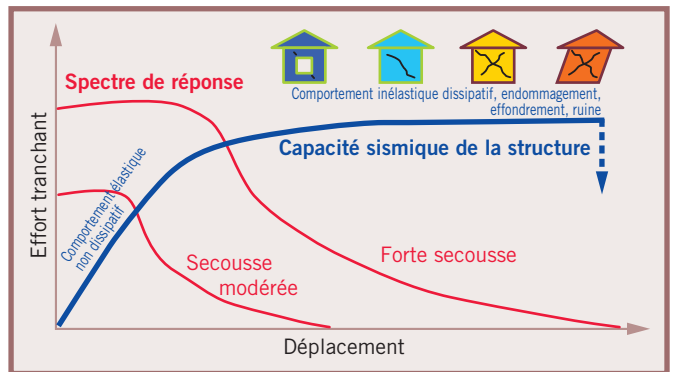 Spectre de réponse
Comportement inélastique dissipatif, endommagement,
effondrement, ruine
Capacité sismique de la structure
Effort tranchant
Comportement élastique
non dissipatif
Secousse
modérée
Forte secousse
Déplacement